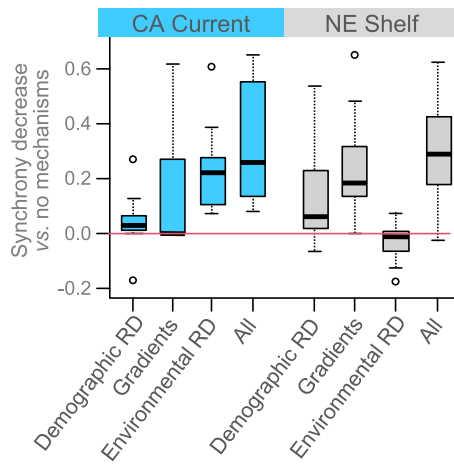 CA Current
NE Shelf
Synchrony decrease
vs. no mechanisms
0.6
0.4
0.2
0.0
-0.2
Demographic RD
Gradients
Environmental RD
All
Demographic RD
Gradients
Environmental RD
All